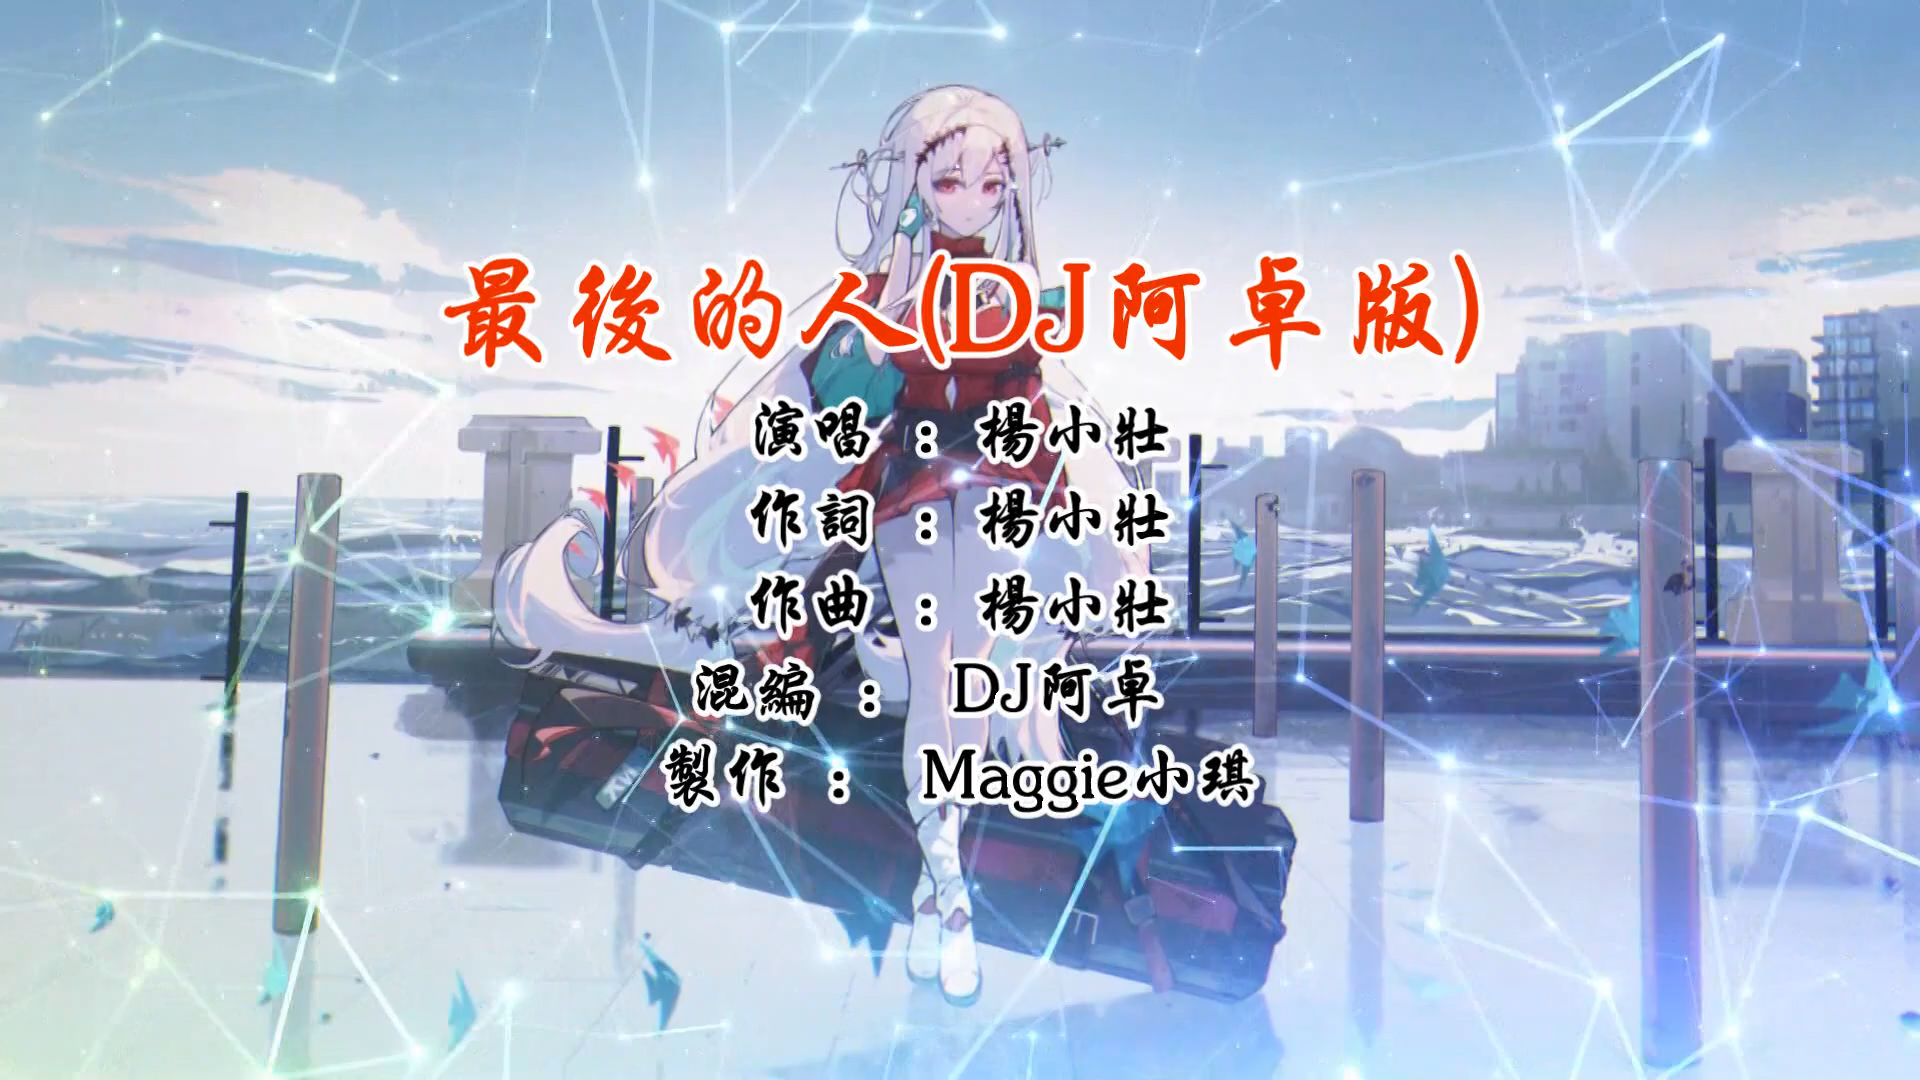 最後的人(DJ阿卓版)
演唱 : 楊小壯
作詞 : 楊小壯
作曲 : 楊小壯
混編 : DJ阿卓
製作 : Maggie小琪